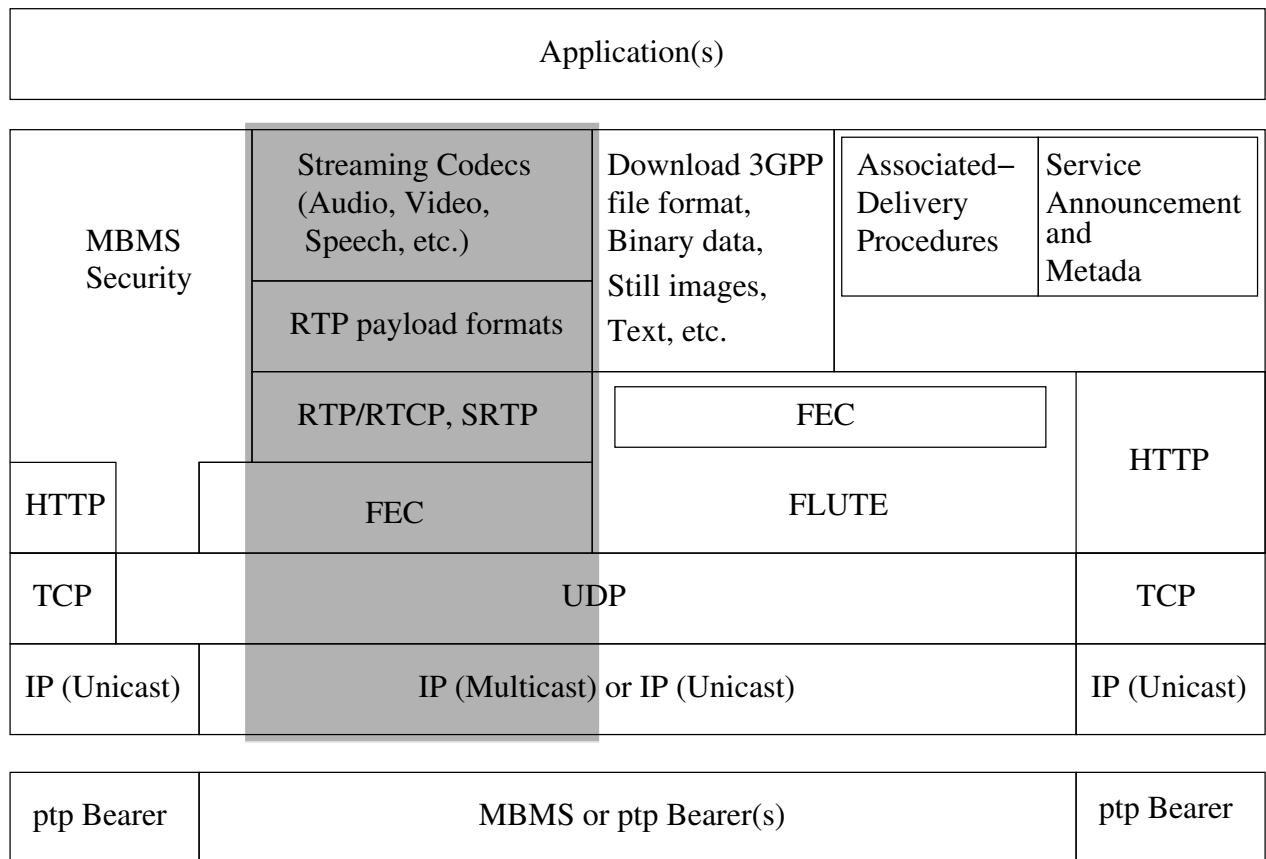 Application(s)
MBMS
Security
Streaming Codecs
(Audio, Video,
Speech, etc.)
RTP payload formats
RTP/RTCP, SRTP
Download 3GPP
file format,
Binary data,
Still images,
Text, etc.
Associated−
Delivery
Procedures
Service
Announcement
and
Metada
FEC
HTTP
HTTP
FEC
FLUTE
TCP
UDP
TCP
IP (Unicast)
IP (Multicast) or IP (Unicast)
IP (Unicast)
ptp Bearer
MBMS or ptp Bearer(s)
ptp Bearer